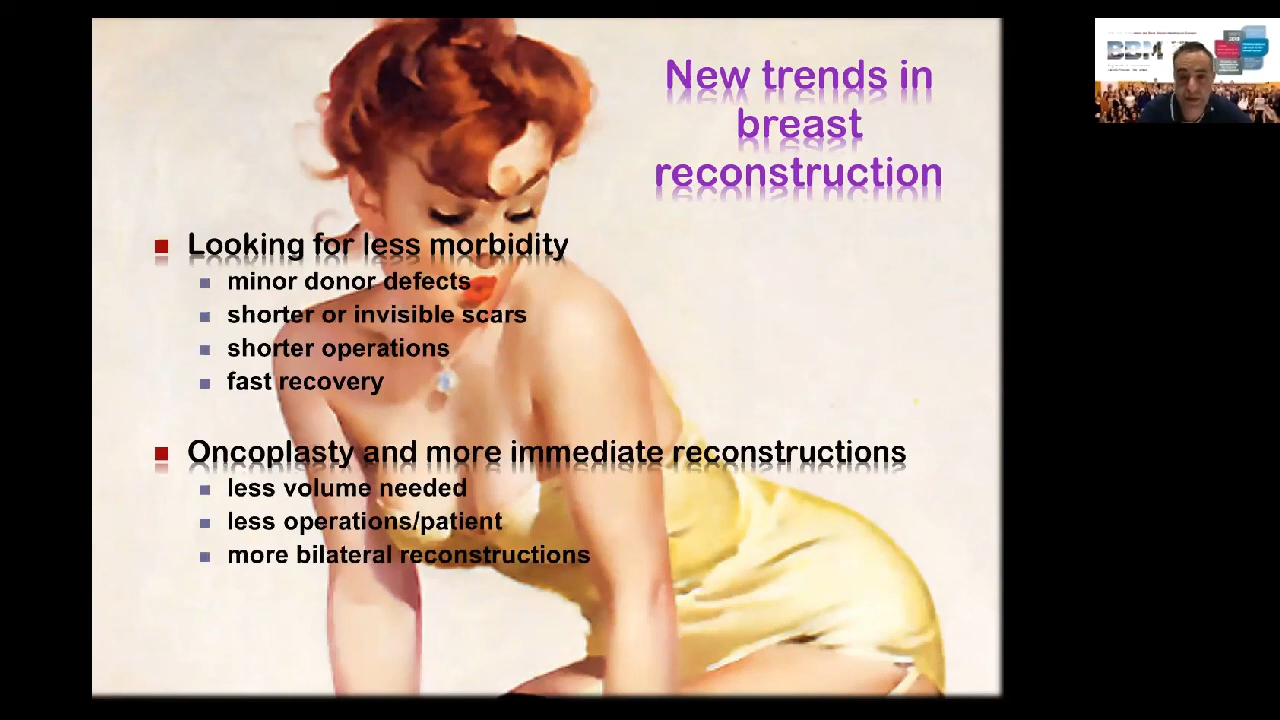 New trends in
breast
reconstruction
Looking for less morbidity
minor donor defects
shorter or invisible scars
shorter operations
fast recovery
Oncoplasty and more immediate reconstructions
less volume needed
less operations/patient
more bilateral reconstructions
BBM